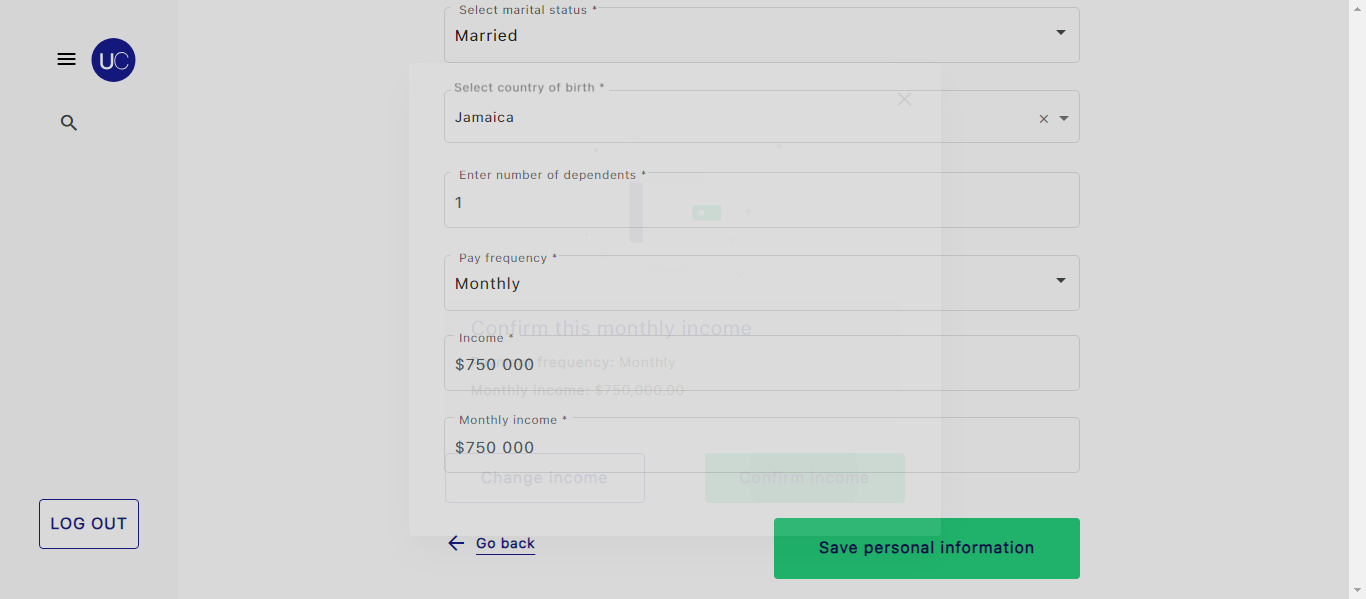 Select marital status *
Married
UC
Select country of birth *
Jamaica
Enter number of dependents *
1
Pay frequency *
Monthly
Confirm this monthly income
Income *
frequency: Monthly
$750 000
Monthly income: $750,000.00
Monthly income *
$750 000
Change income
Confirm income
LOG OUT
Go back
Save personal information